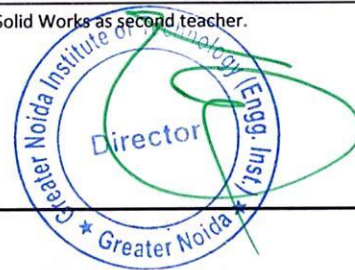 Solid Works as second teacher.
Greater Noida Institute of Technology (Engg. Inst.)
Director
★ Greater Noida ★